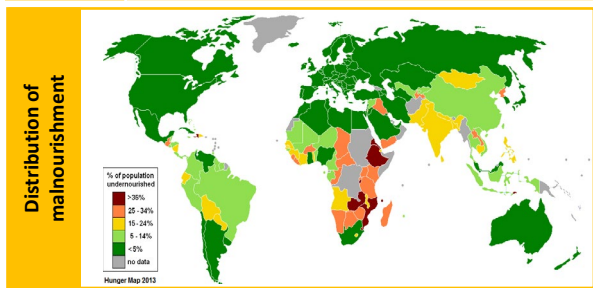 Distribution of
malnourishment
% of population
undernourished
>35%
25 - 34%
15 - 24%
5 - 14%
<5%
no data
Hunger Map 2013